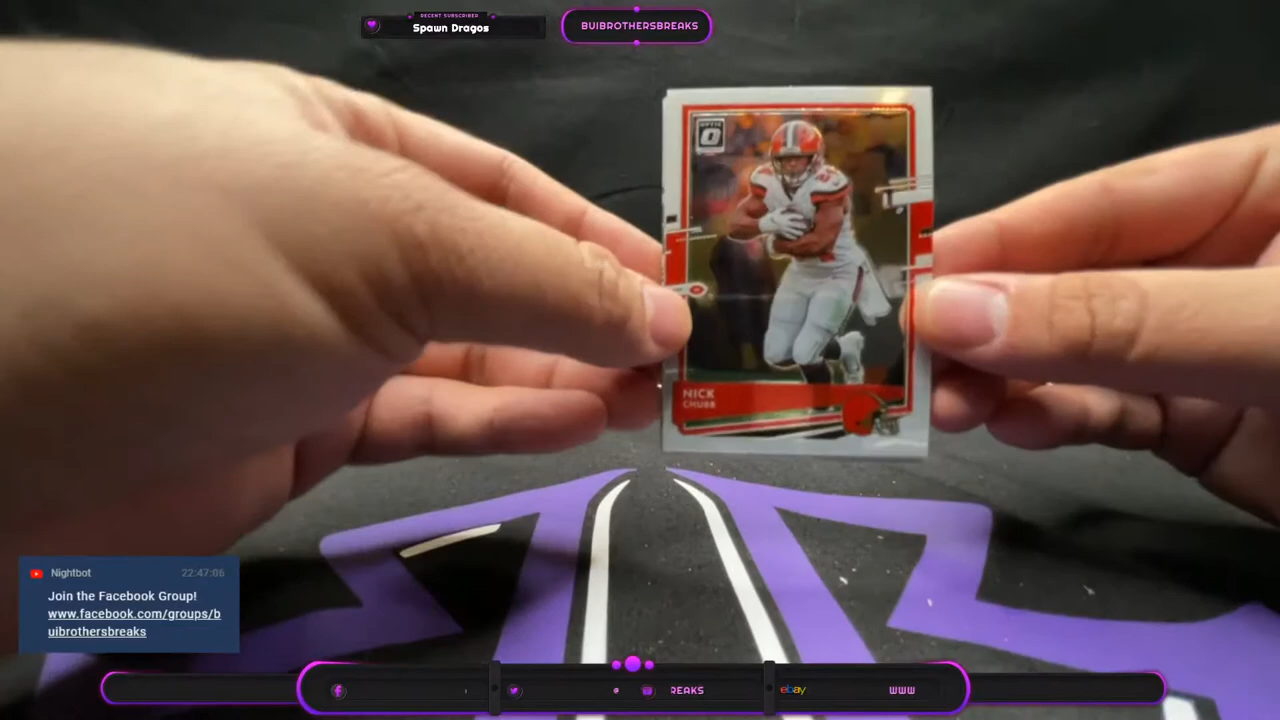 RECENT SUBSCRIBER
Spawn Dragos
BUIBROTHERSBREAKS
OPTIC
NICK
CHUBB
Nightbot 22:47:06
Join the Facebook Group!
www.facebook.com/groups/b
uibrothersbreaks
REAKS
ebay
WWW